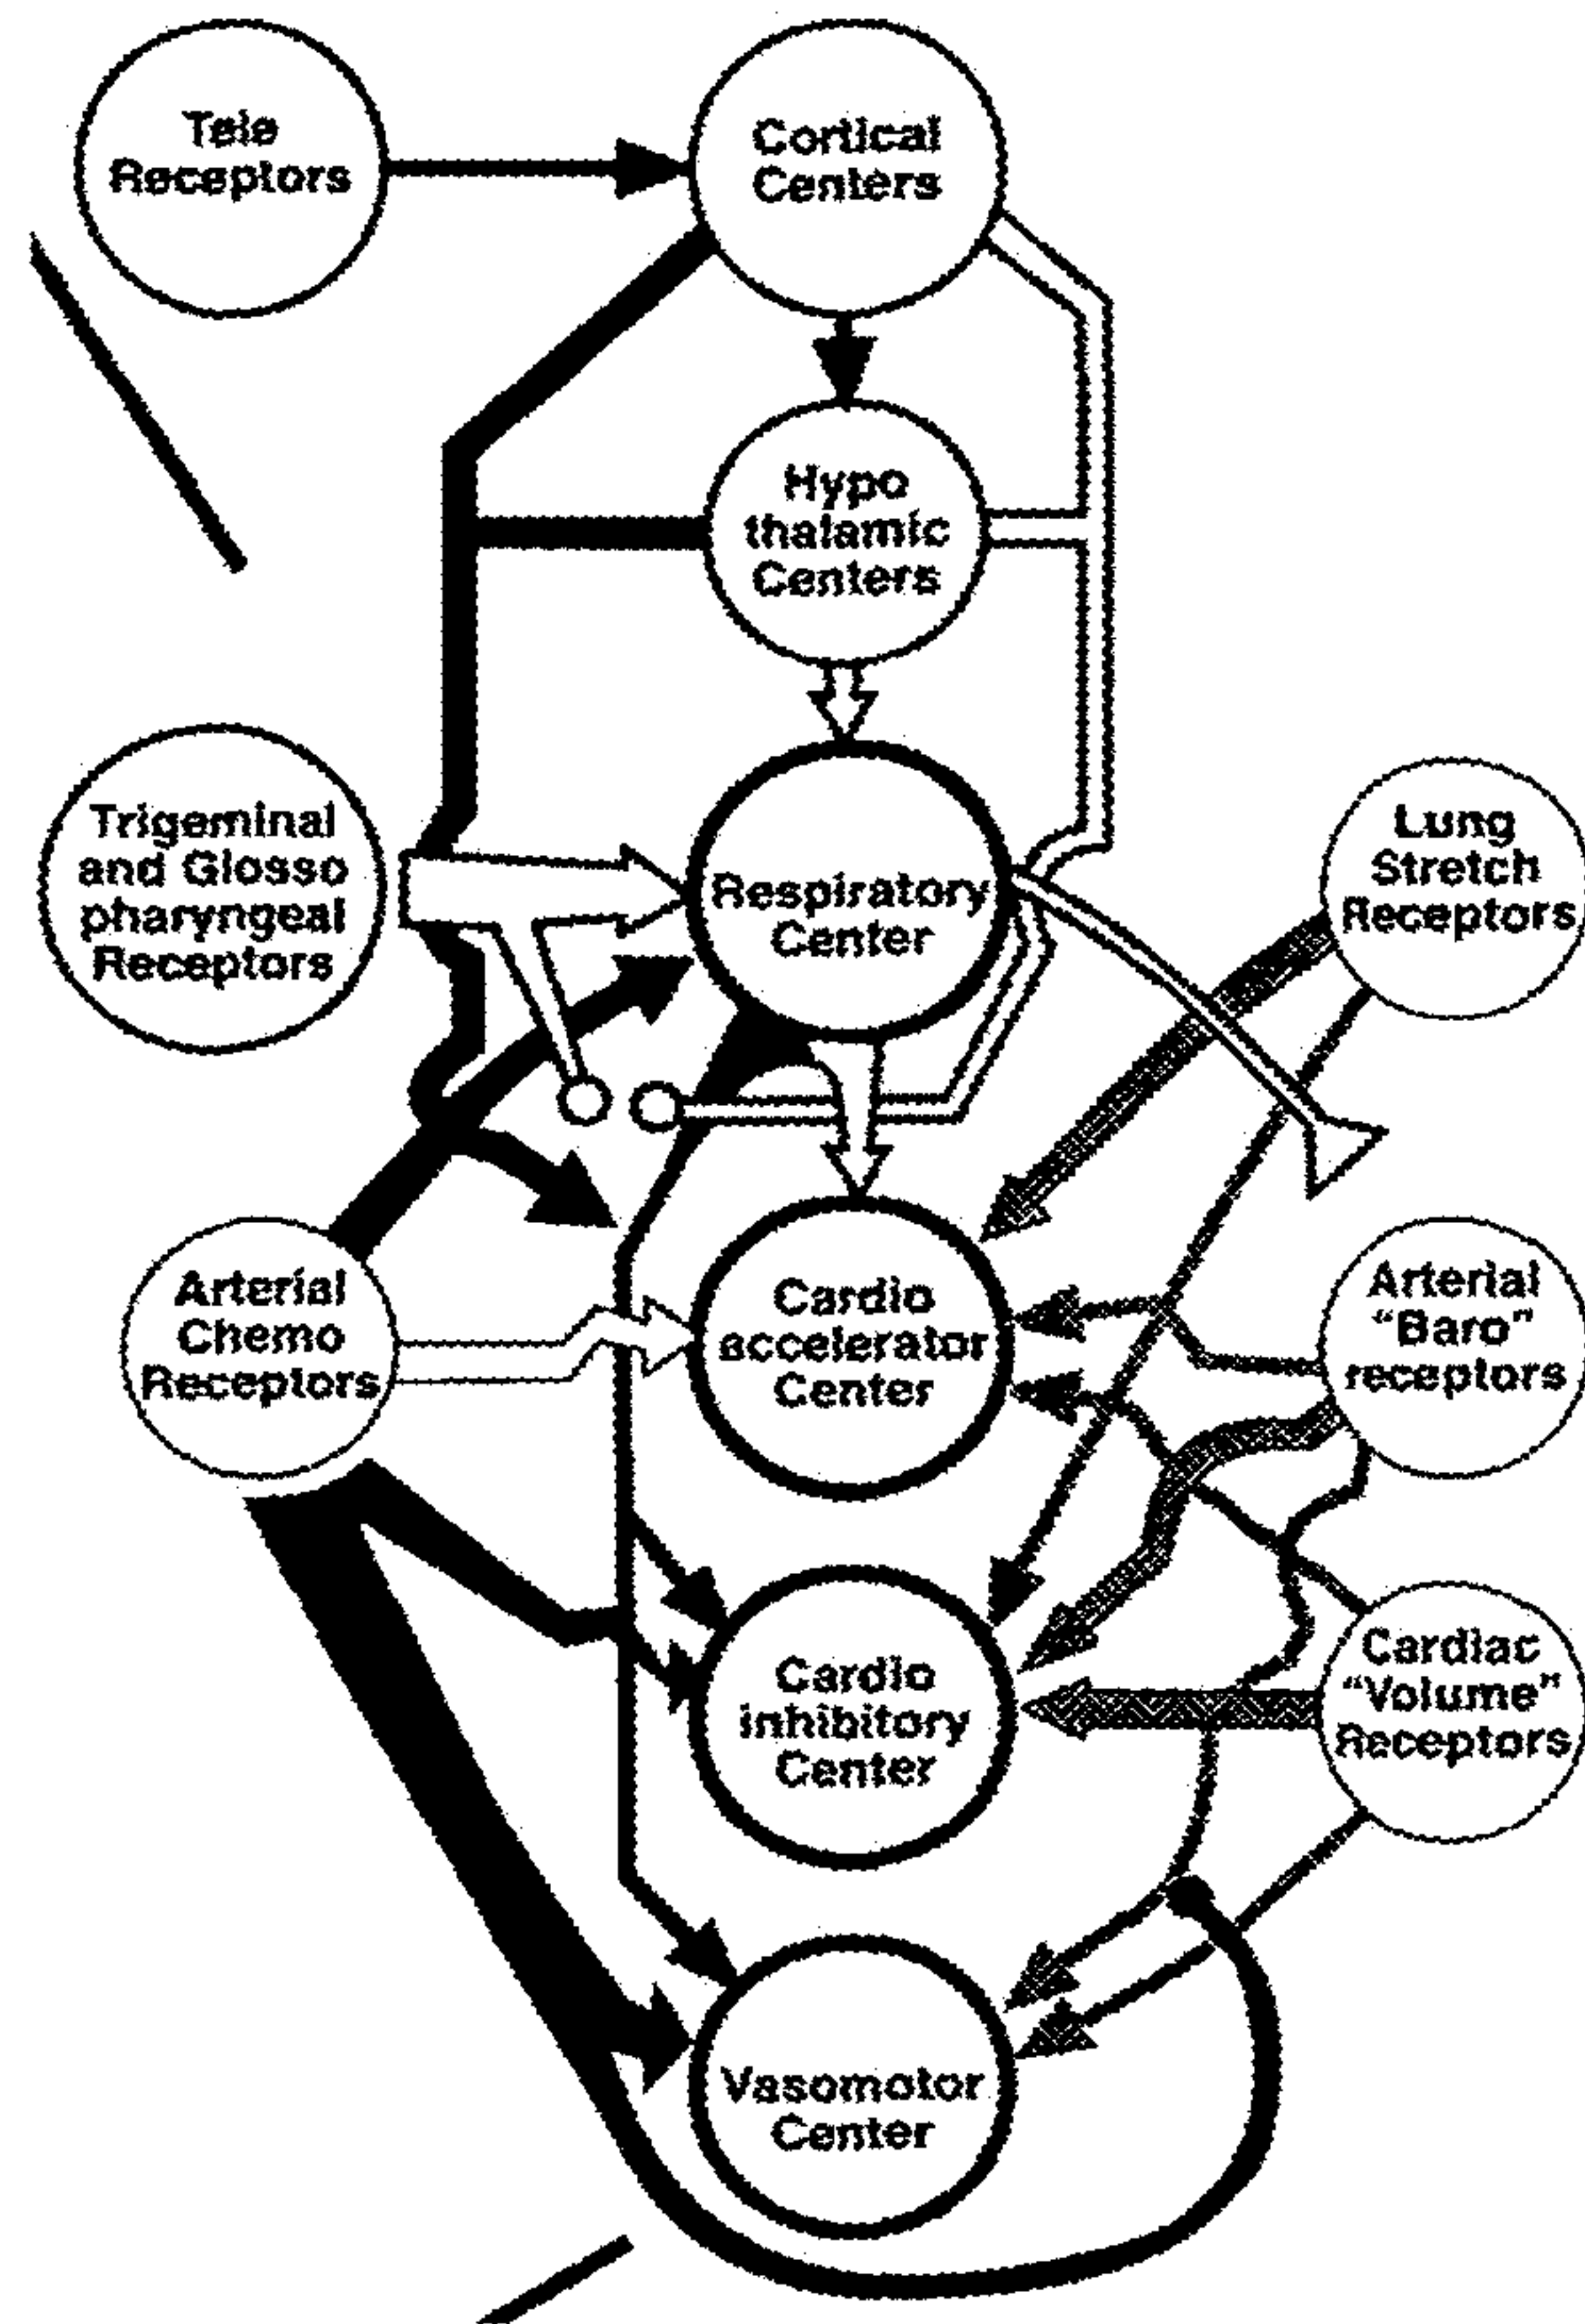 Tele
Receptors
Cortical
Centers
Hypo
thalamic
Centers
Trigeminal
and Glosso
pharyngeal
Receptors
Respiratory
Center
Lung
Stretch
Receptors
Arterial
Chemo
Receptors
Cardio
accelerator
Center
Arterial
"Baro"
receptors
Cardio
inhibitory
Center
Cardiac
"Volume"
Receptors
Vasomotor
Center